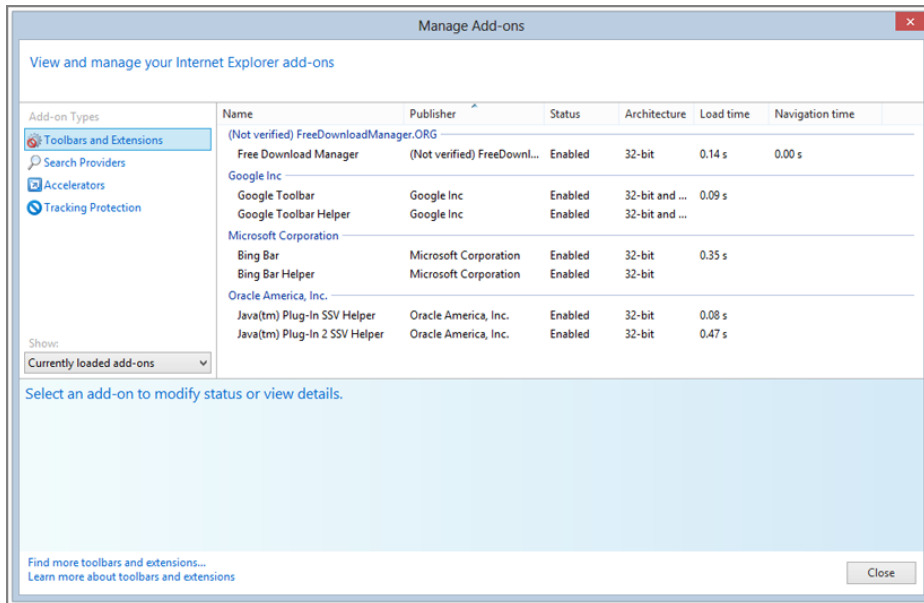 Manage Add-ons
View and manage your Internet Explorer add-ons
Add-on Types
Toolbars and Extensions
Search Providers
Accelerators
Tracking Protection
Show:
Currently loaded add-ons
Name Publisher Status Architecture Load time Navigation time
(Not verified) FreeDownloadManager.ORG
Free Download Manager (Not verified) FreeDownl... Enabled 32-bit 0.14 s 0.00 s
Google Inc
Google Toolbar Google Inc Enabled 32-bit and ... 0.09 s
Google Toolbar Helper Google Inc Enabled 32-bit and ...
Microsoft Corporation
Bing Bar Microsoft Corporation Enabled 32-bit 0.35 s
Bing Bar Helper Microsoft Corporation Enabled 32-bit
Oracle America, Inc.
Java(tm) Plug-In SSV Helper Oracle America, Inc. Enabled 32-bit 0.08 s
Java(tm) Plug-In 2 SSV Helper Oracle America, Inc. Enabled 32-bit 0.47 s
Select an add-on to modify status or view details.
Find more toolbars and extensions...
Learn more about toolbars and extensions
Close